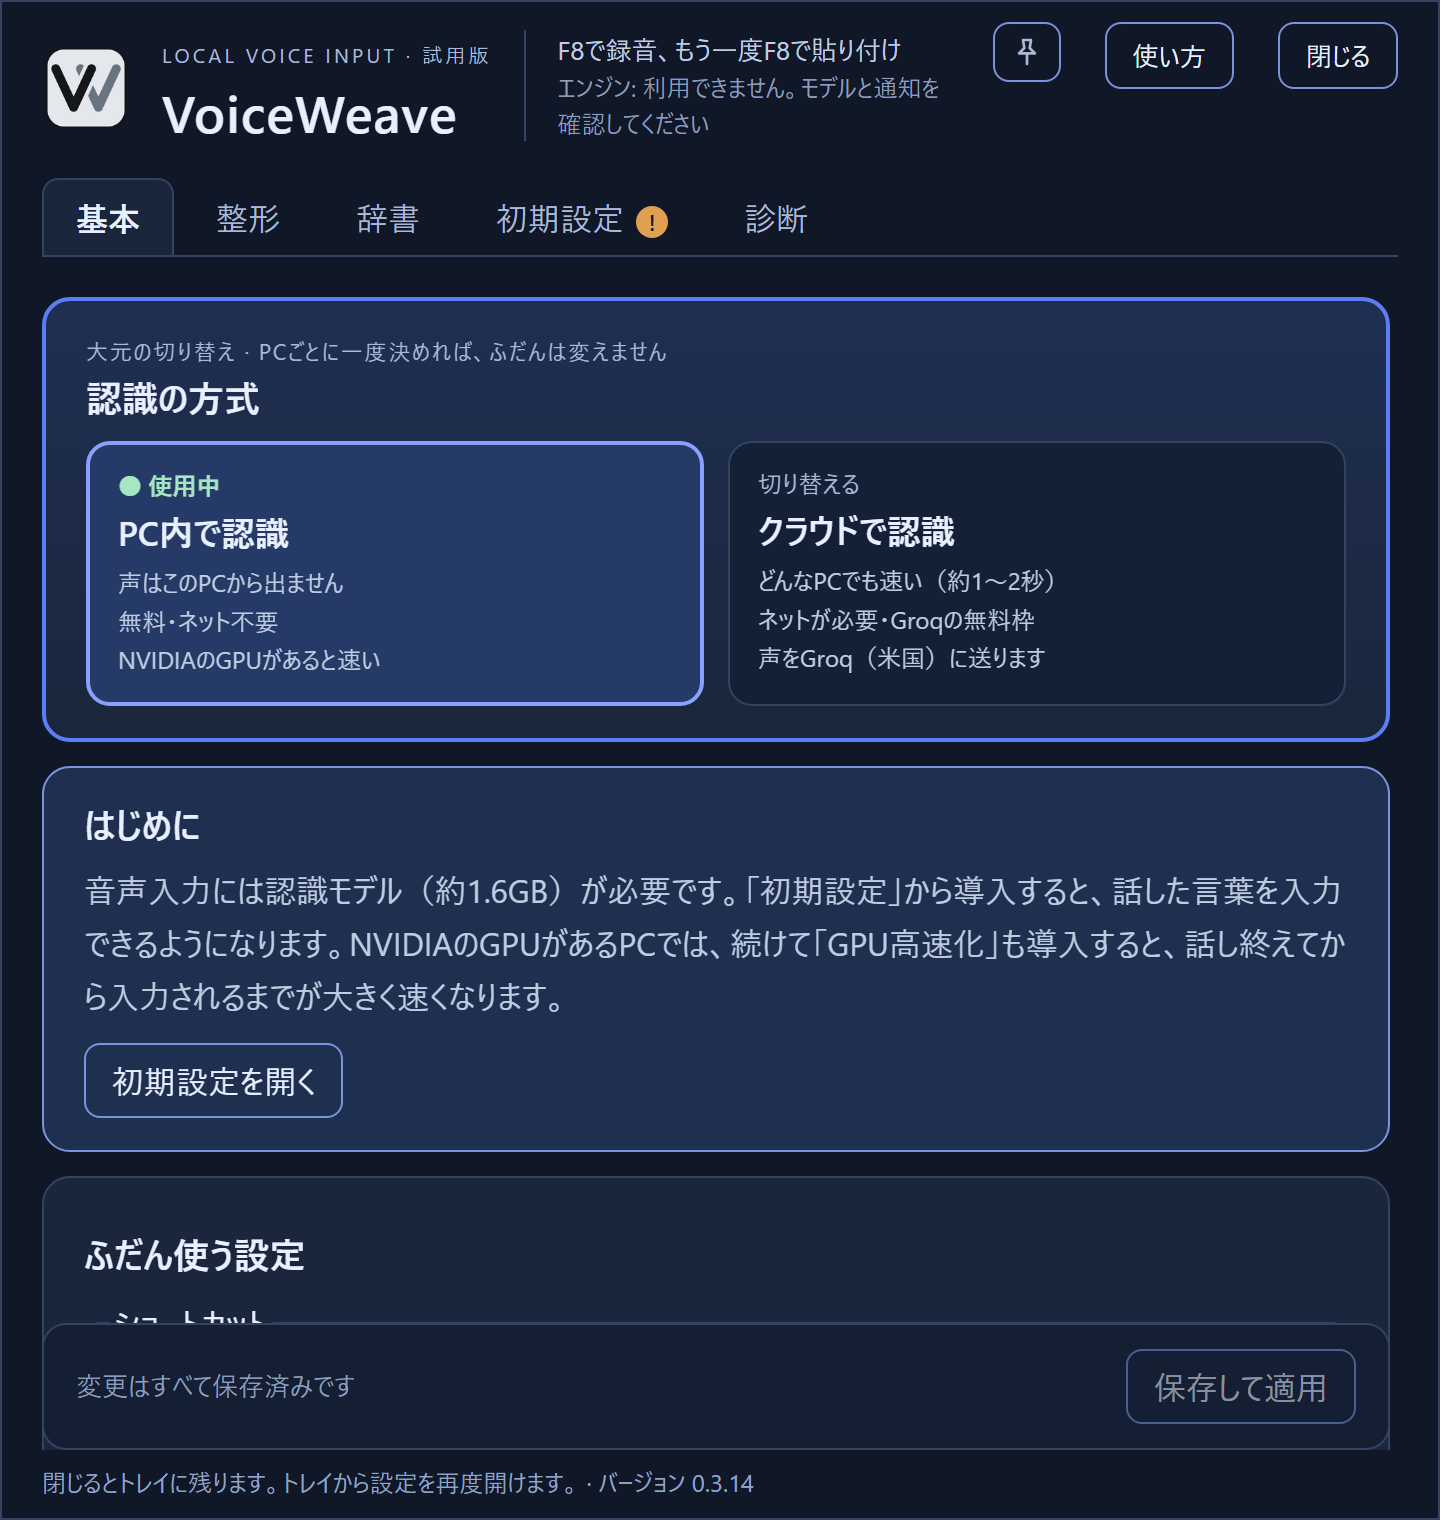 LOCAL VOICE INPUT · 試用版
VoiceWeave
F8で録音、もう一度F8で貼り付け
エンジン: 利用できません。モデルと通知を
確認してください
使い方
閉じる
基本
整形
辞書
初期設定 !
診断
大元の切り替え · PCごとに一度決めれば、ふだんは変えません
認識の方式
使用中
PC内で認識
声はこのPCから出ません
無料・ネット不要
NVIDIAのGPUがあると速い
切り替える
クラウドで認識
どんなPCでも速い（約1〜2秒）
ネットが必要・Groqの無料枠
声をGroq（米国）に送ります
はじめに
音声入力には認識モデル（約1.6GB）が必要です。「初期設定」から導入すると、話した言葉を入力
できるようになります。NVIDIAのGPUがあるPCでは、続けて「GPU高速化」も導入すると、話し終えてか
ら入力されるまでが大きく速くなります。
初期設定を開く
ふだん使う設定
ショートカット
変更はすべて保存済みです
保存して適用
閉じるとトレイに残ります。トレイから設定を再度開けます。 · バージョン 0.3.14